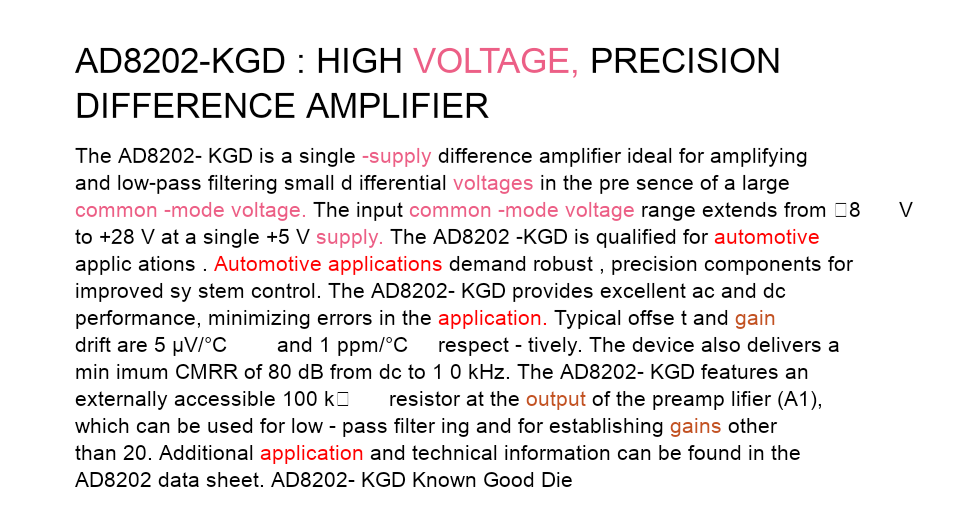 AD8202-KGD : HIGH VOLTAGE, PRECISION
DIFFERENCE AMPLIFIER
The AD8202- KGD is a single -supply difference amplifier ideal for amplifying
and low-pass filtering small d ifferential voltages in the pre sence of a large
common -mode voltage. The input common -mode voltage range extends from □8 V
to +28 V at a single +5 V supply. The AD8202 -KGD is qualified for automotive
applic ations . Automotive applications demand robust , precision components for
improved sy stem control. The AD8202- KGD provides excellent ac and dc
performance, minimizing errors in the application. Typical offse t and gain
drift are 5 µV/°C and 1 ppm/°C respect - tively. The device also delivers a
min imum CMRR of 80 dB from dc to 1 0 kHz. The AD8202- KGD features an
externally accessible 100 k□ resistor at the output of the preamp lifier (A1),
which can be used for low - pass filter ing and for establishing gains other
than 20. Additional application and technical information can be found in the
AD8202 data sheet. AD8202- KGD Known Good Die